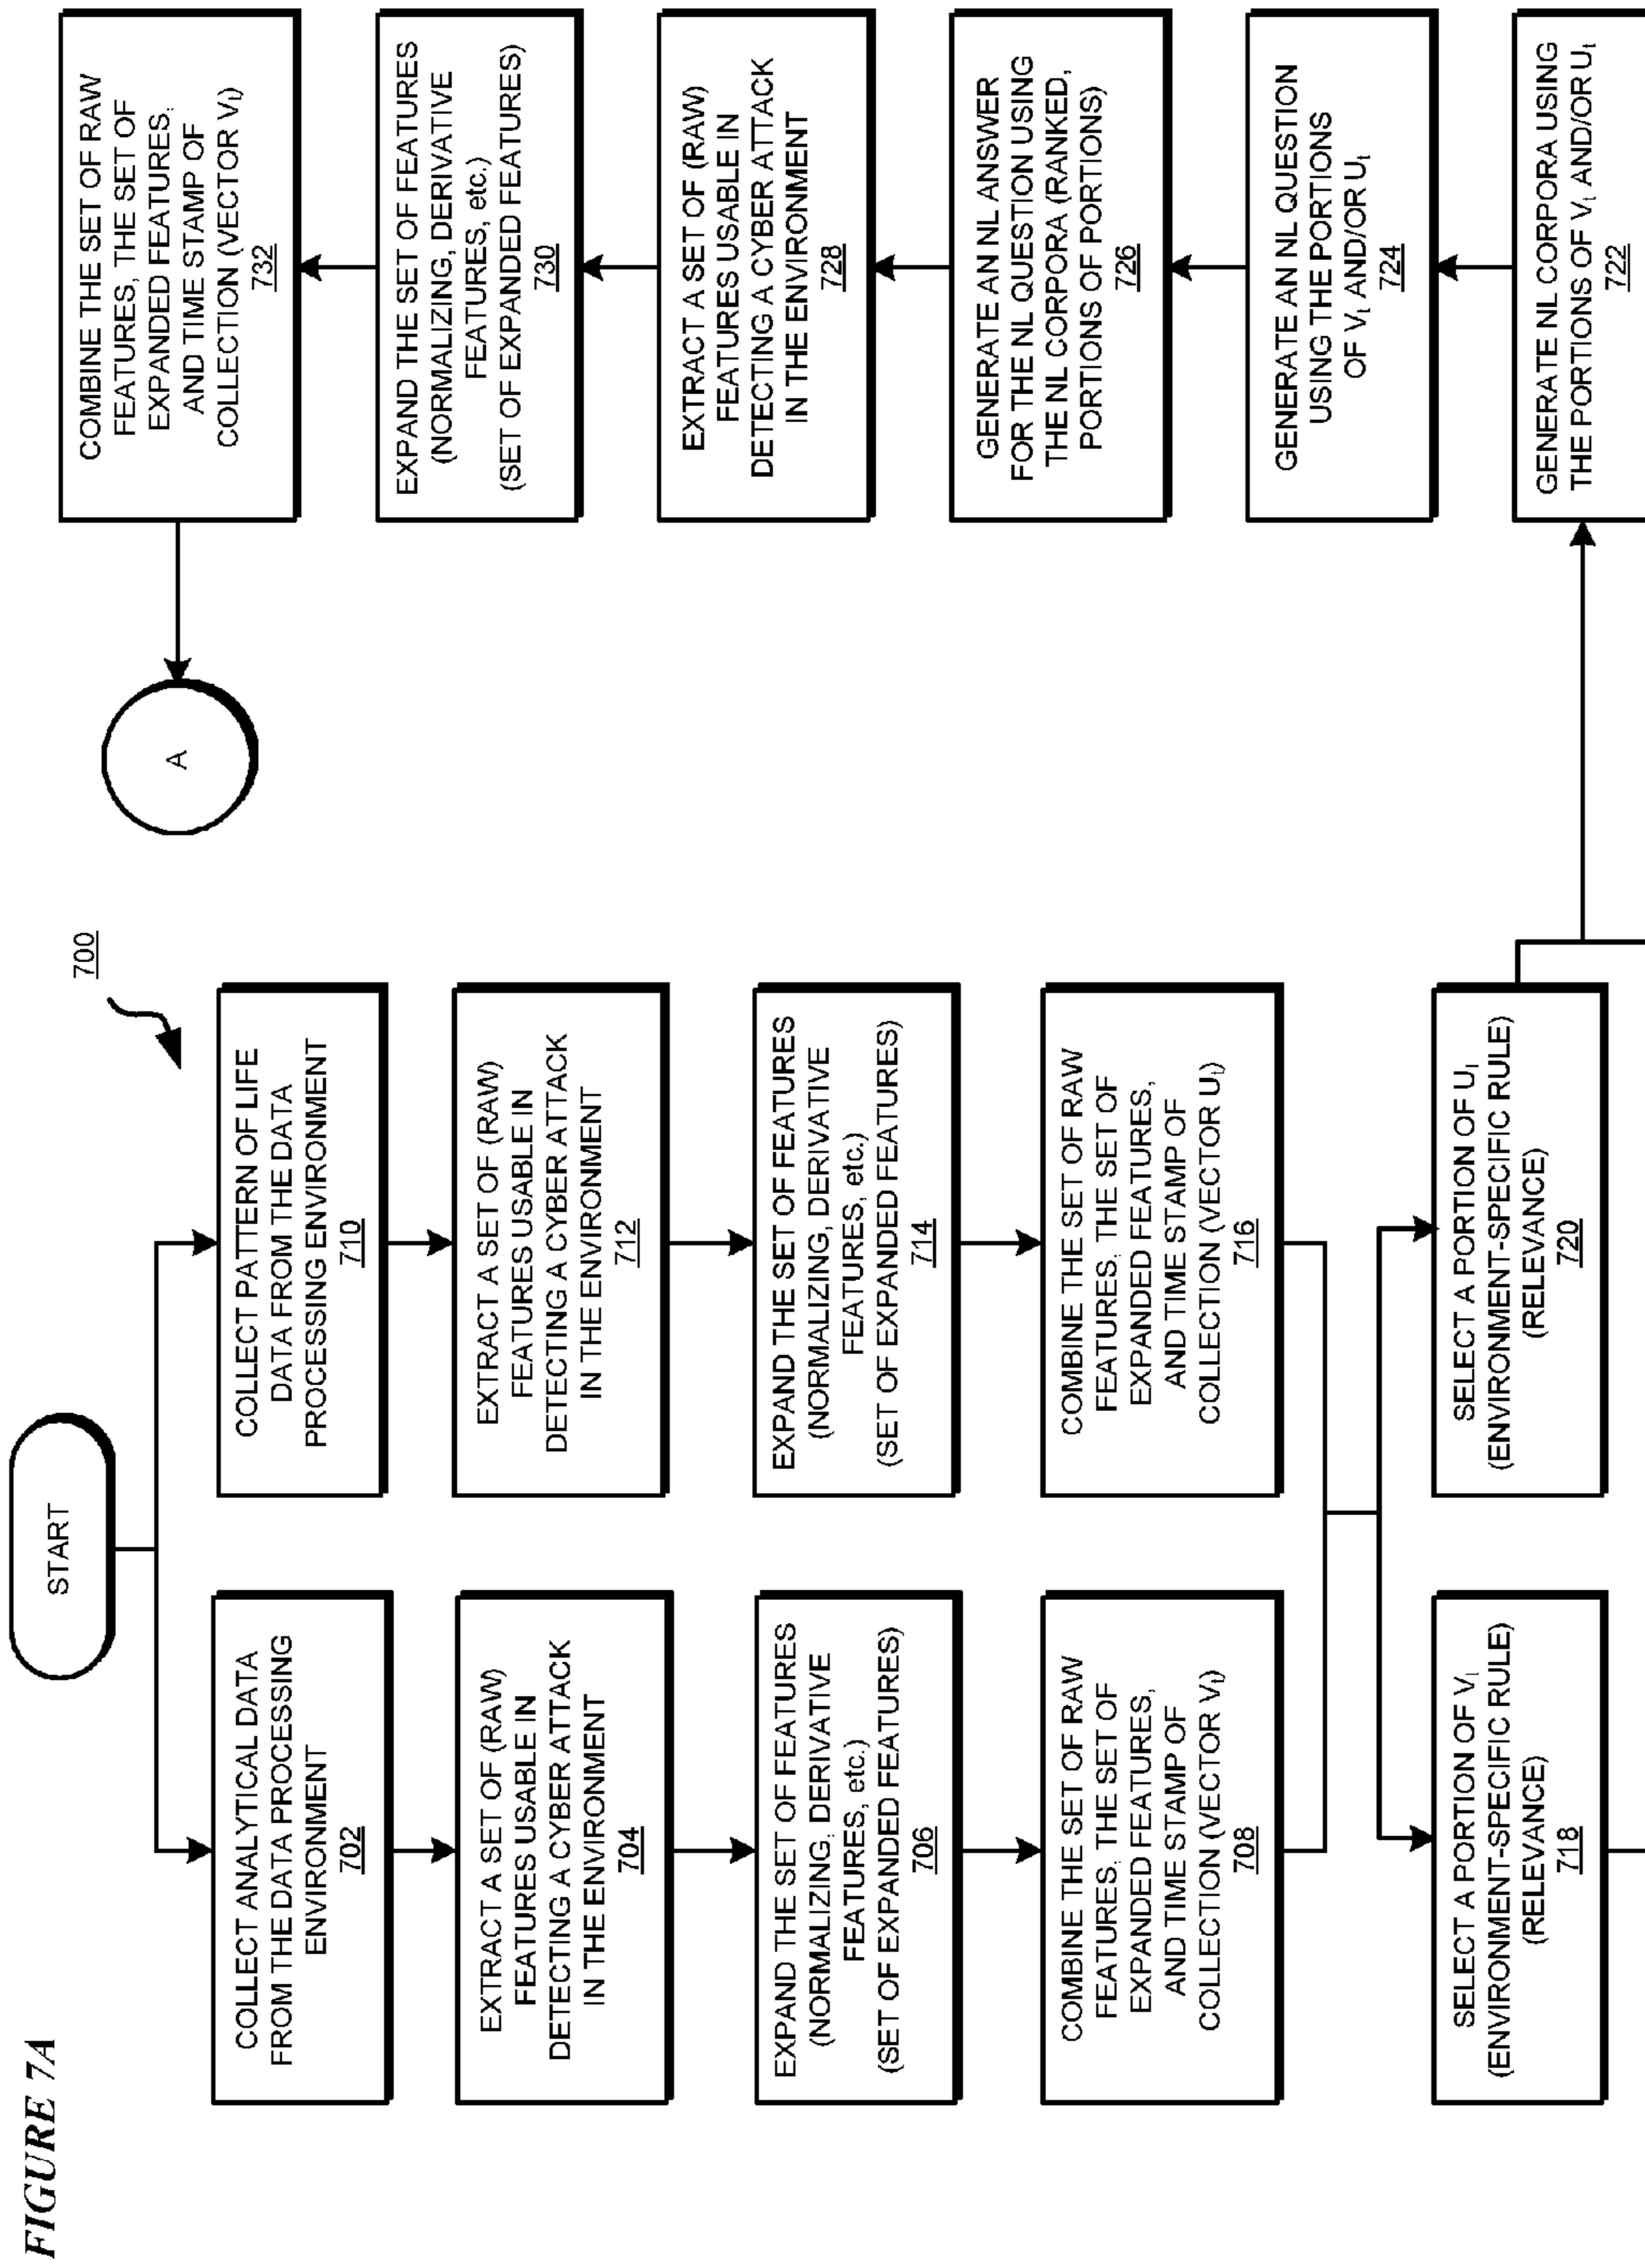 FIGURE 7A
START
700
COLLECT ANALYTICAL DATA
FROM THE DATA PROCESSING
ENVIRONMENT
702
EXTRACT A SET OF (RAW)
FEATURES USABLE IN
DETECTING A CYBER ATTACK
IN THE ENVIRONMENT
704
EXPAND THE SET OF FEATURES
(NORMALIZING, DERIVATIVE
FEATURES, etc.)
(SET OF EXPANDED FEATURES)
706
COMBINE THE SET OF RAW
FEATURES, THE SET OF
EXPANDED FEATURES,
AND TIME STAMP OF
COLLECTION (VECTOR Vt)
708
COLLECT PATTERN OF LIFE
DATA FROM THE DATA
PROCESSING ENVIRONMENT
710
EXTRACT A SET OF (RAW)
FEATURES USABLE IN
DETECTING A CYBER ATTACK
IN THE ENVIRONMENT
712
EXPAND THE SET OF FEATURES
(NORMALIZING, DERIVATIVE
FEATURES, etc.)
(SET OF EXPANDED FEATURES)
714
COMBINE THE SET OF RAW
FEATURES, THE SET OF
EXPANDED FEATURES,
AND TIME STAMP OF
COLLECTION (VECTOR Ut)
716
SELECT A PORTION OF Vt
(ENVIRONMENT-SPECIFIC RULE)
(RELEVANCE)
718
SELECT A PORTION OF Ut
(ENVIRONMENT-SPECIFIC RULE)
(RELEVANCE)
720
GENERATE NL CORPORA USING
THE PORTIONS OF Vt AND/OR Ut
722
GENERATE AN NL QUESTION
USING THE PORTIONS
OF Vt AND/OR Ut
724
GENERATE AN NL ANSWER
FOR THE NL QUESTION USING
THE NL CORPORA (RANKED,
PORTIONS OF PORTIONS)
726
EXTRACT A SET OF (RAW)
FEATURES USABLE IN
DETECTING A CYBER ATTACK
IN THE ENVIRONMENT
728
EXPAND THE SET OF FEATURES
(NORMALIZING, DERIVATIVE
FEATURES, etc.)
(SET OF EXPANDED FEATURES)
730
COMBINE THE SET OF RAW
FEATURES, THE SET OF
EXPANDED FEATURES,
AND TIME STAMP OF
COLLECTION (VECTOR Vt)
732
A